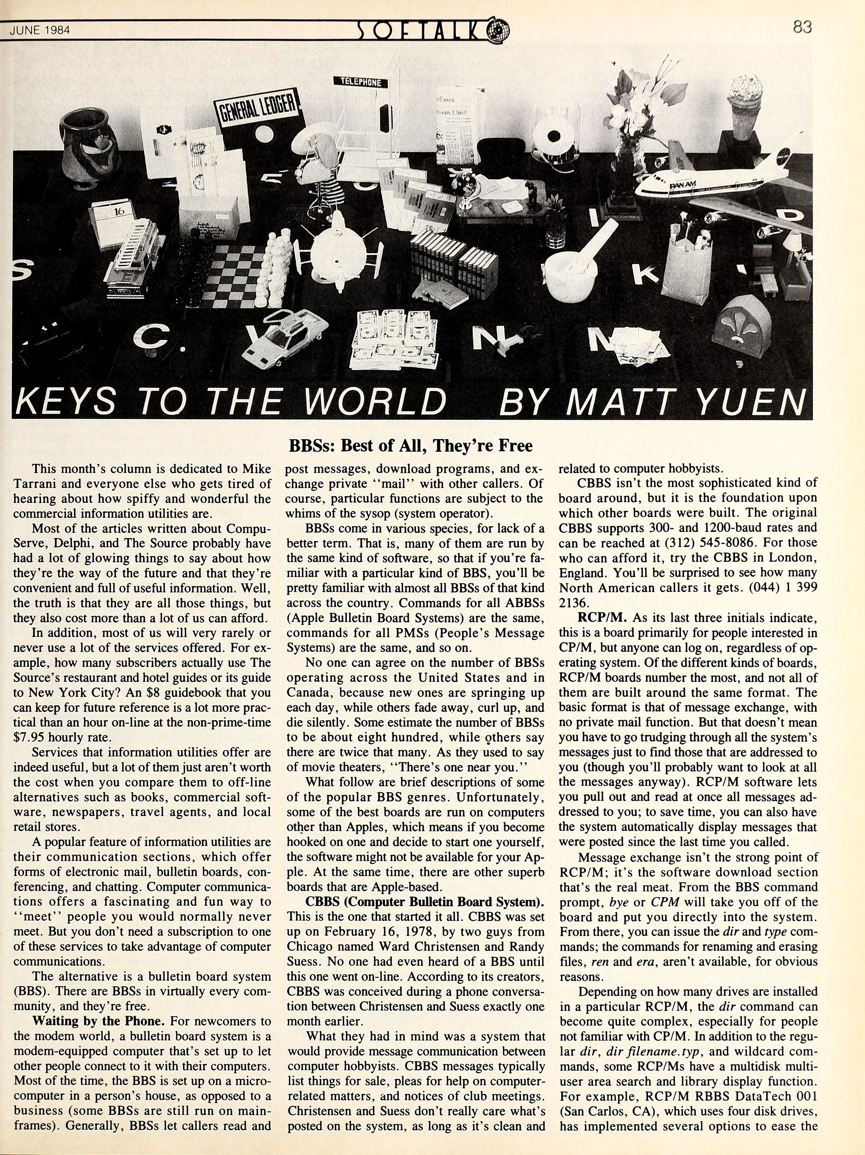 JUNE 1984
SOFTALK
83
TELEPHONE
GENERAL LEDGER
PAN AM
16
S
K
C.
N
M
KEYS TO THE WORLD BY MATT YUEN
BBSs: Best of All, They're Free
This month's column is dedicated to Mike
Tarrani and everyone else who gets tired of
hearing about how spiffy and wonderful the
commercial information utilities are.
Most of the articles written about Compu-
Serve, Delphi, and The Source probably have
had a lot of glowing things to say about how
they're the way of the future and that they're
convenient and full of useful information. Well,
the truth is that they are all those things, but
they also cost more than a lot of us can afford.
In addition, most of us will very rarely or
never use a lot of the services offered. For ex-
ample, how many subscribers actually use The
Source's restaurant and hotel guides or its guide
to New York City? An $8 guidebook that you
can keep for future reference is a lot more prac-
tical than an hour on-line at the non-prime-time
$7.95 hourly rate.
Services that information utilities offer are
indeed useful, but a lot of them just aren't worth
the cost when you compare them to off-line
alternatives such as books, commercial soft-
ware, newspapers, travel agents, and local
retail stores.
A popular feature of information utilities are
their communication sections, which offer
forms of electronic mail, bulletin boards, con-
ferencing, and chatting. Computer communica-
tions offers a fascinating and fun way to
''meet'' people you would normally never
meet. But you don't need a subscription to one
of these services to take advantage of computer
communications.
The alternative is a bulletin board system
(BBS). There are BBSs in virtually every com-
munity, and they're free.
Waiting by the Phone. For newcomers to
the modem world, a bulletin board system is a
modem-equipped computer that's set up to let
other people connect to it with their computers.
Most of the time, the BBS is set up on a micro-
computer in a person's house, as opposed to a
business (some BBSs are still run on main-
frames). Generally, BBSs let callers read and
post messages, download programs, and ex-
change private ''mail'' with other callers. Of
course, particular functions are subject to the
whims of the sysop (system operator).
BBSs come in various species, for lack of a
better term. That is, many of them are run by
the same kind of software, so that if you're fa-
miliar with a particular kind of BBS, you'll be
pretty familiar with almost all BBSs of that kind
across the country. Commands for all ABBSs
(Apple Bulletin Board Systems) are the same,
commands for all PMSs (People's Message
Systems) are the same, and so on.
No one can agree on the number of BBSs
operating across the United States and in
Canada, because new ones are springing up
each day, while others fade away, curl up, and
die silently. Some estimate the number of BBSs
to be about eight hundred, while others say
there are twice that many. As they used to say
of movie theaters, ''There's one near you.''
What follow are brief descriptions of some
of the popular BBS genres. Unfortunately,
some of the best boards are run on computers
other than Apples, which means if you become
hooked on one and decide to start one yourself,
the software might not be available for your Ap-
ple. At the same time, there are other superb
boards that are Apple-based.
CBBS (Computer Bulletin Board System).
This is the one that started it all. CBBS was set
up on February 16, 1978, by two guys from
Chicago named Ward Christensen and Randy
Suess. No one had even heard of a BBS until
this one went on-line. According to its creators,
CBBS was conceived during a phone conversa-
tion between Christensen and Suess exactly one
month earlier.
What they had in mind was a system that
would provide message communication between
computer hobbyists. CBBS messages typically
list things for sale, pleas for help on computer-
related matters, and notices of club meetings.
Christensen and Suess don't really care what's
posted on the system, as long as it's clean and
related to computer hobbyists.
CBBS isn't the most sophisticated kind of
board around, but it is the foundation upon
which other boards were built. The original
CBBS supports 300- and 1200-baud rates and
can be reached at (312) 545-8086. For those
who can afford it, try the CBBS in London,
England. You'll be surprised to see how many
North American callers it gets. (044) 1 399
2136.
RCP/M. As its last three initials indicate,
this is a board primarily for people interested in
CP/M, but anyone can log on, regardless of op-
erating system. Of the different kinds of boards,
RCP/M boards number the most, and not all of
them are built around the same format. The
basic format is that of message exchange, with
no private mail function. But that doesn't mean
you have to go trudging through all the system's
messages just to find those that are addressed to
you (though you'll probably want to look at all
the messages anyway). RCP/M software lets
you pull out and read at once all messages ad-
dressed to you; to save time, you can also have
the system automatically display messages that
were posted since the last time you called.
Message exchange isn't the strong point of
RCP/M; it's the software download section
that's the real meat. From the BBS command
prompt, bye or CPM will take you off of the
board and put you directly into the system.
From there, you can issue the dir and type com-
mands; the commands for renaming and erasing
files, ren and era, aren't available, for obvious
reasons.
Depending on how many drives are installed
in a particular RCP/M, the dir command can
become quite complex, especially for people
not familiar with CP/M. In addition to the regu-
lar dir, dir filename.typ, and wildcard com-
mands, some RCP/Ms have a multidisk multi-
user area search and library display function.
For example, RCP/M RBBS DataTech 001
(San Carlos, CA), which uses four disk drives,
has implemented several options to ease the